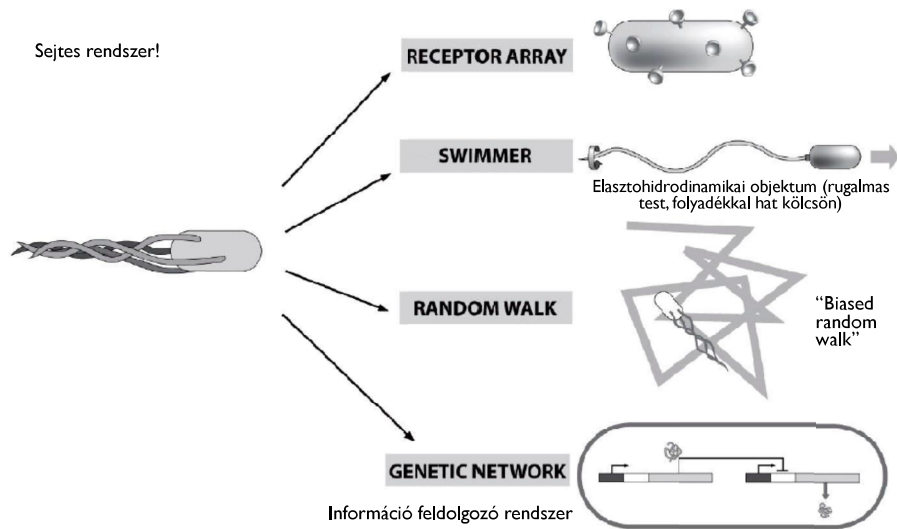 Sejtes rendszer!
RECEPTOR ARRAY
SWIMMER
Elasztohidrodinamikai objektum (rugalmas
test, folyadékkal hat kölcsön)
RANDOM WALK
“Biased
random
walk”
GENETIC NETWORK
Információ feldolgozó rendszer